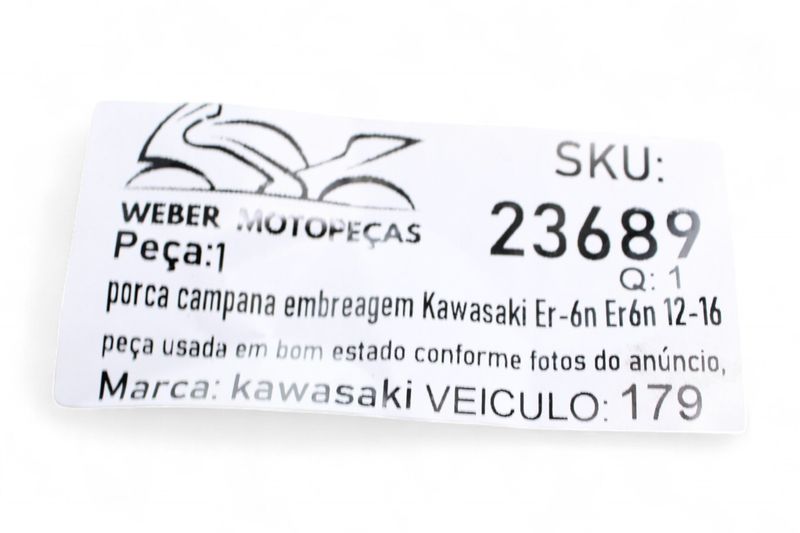 WEBER MOTOPEÇAS
SKU:
23689
Peça:1
Q: 1
porca campana embreagem Kawasaki Er-6n Er6n 12-16
peça usada em bom estado conforme fotos do anúncio,
Marca: kawasaki VEICULO: 179